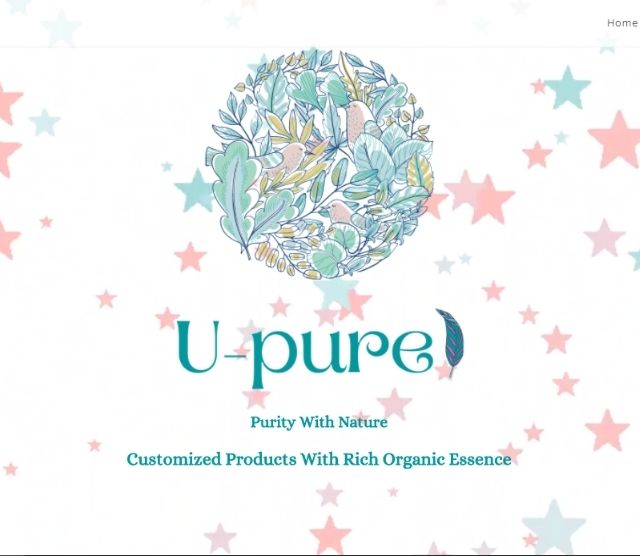 Home
U-pure
Purity With Nature
Customized Products With Rich Organic Essence